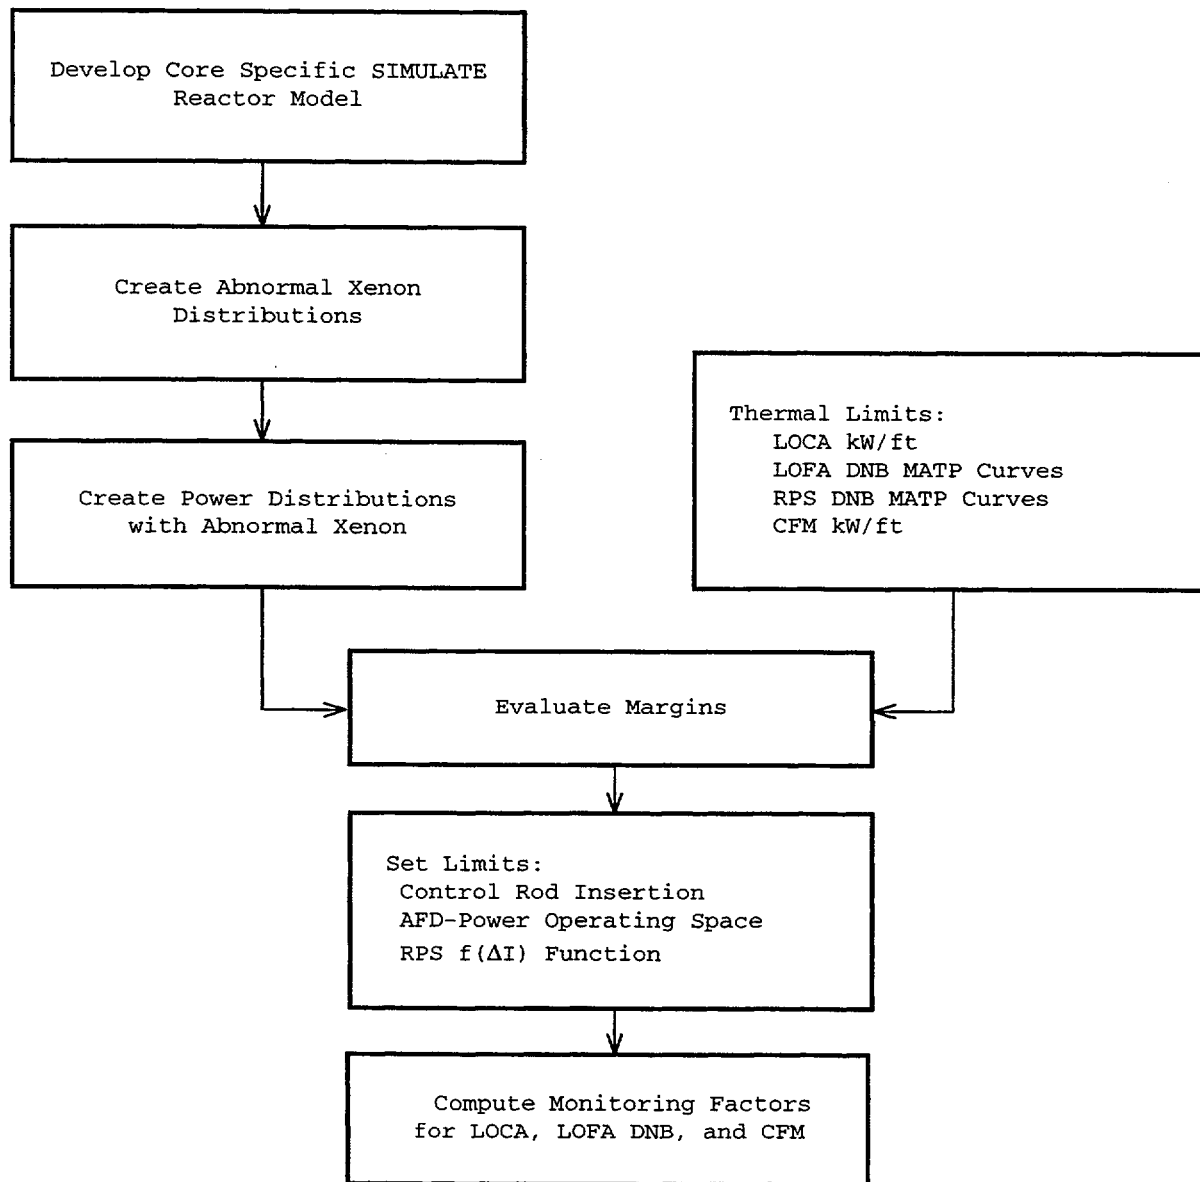 Develop Core Specific SIMULATE
Reactor Model
Create Abnormal Xenon
Distributions
Create Power Distributions
with Abnormal Xenon
Thermal Limits:
LOCA kW/ft
LOFA DNB MATP Curves
RPS DNB MATP Curves
CFM kW/ft
Evaluate Margins
Set Limits:
Control Rod Insertion
AFD-Power Operating Space
RPS f(ΔI) Function
Compute Monitoring Factors
for LOCA, LOFA DNB, and CFM